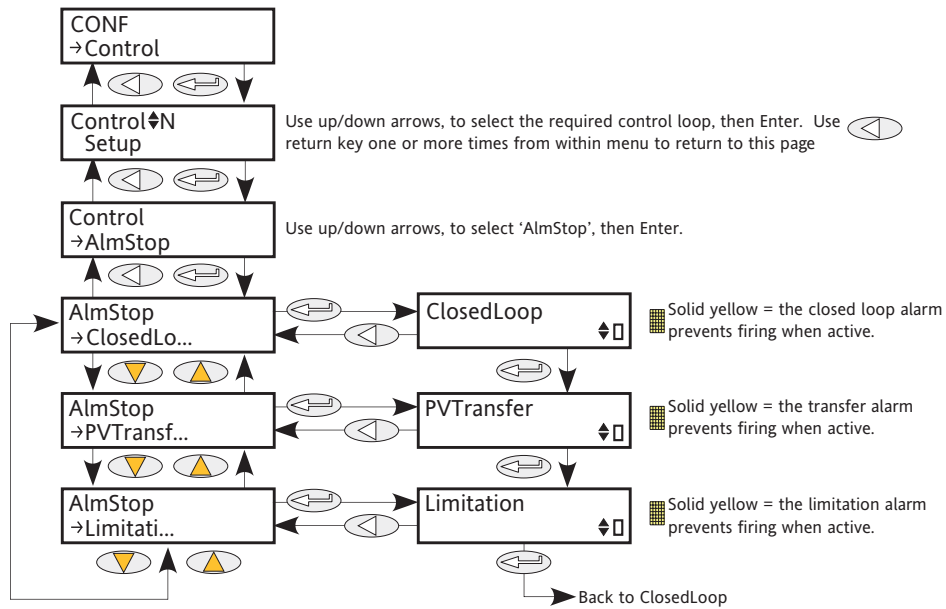 CONF
→Control
Control♦N
Setup
Use up/down arrows, to select the required control loop, then Enter. Use
return key one or more times from within menu to return to this page
Control
→AlmStop
Use up/down arrows, to select ‘AlmStop’, then Enter.
AlmStop
→ClosedLo...
ClosedLoop
Solid yellow = the closed loop alarm
prevents firing when active.
AlmStop
→PVTransf...
PVTransfer
Solid yellow = the transfer alarm
prevents firing when active.
AlmStop
→Limitati...
Limitation
Solid yellow = the limitation alarm
prevents firing when active.
Back to ClosedLoop